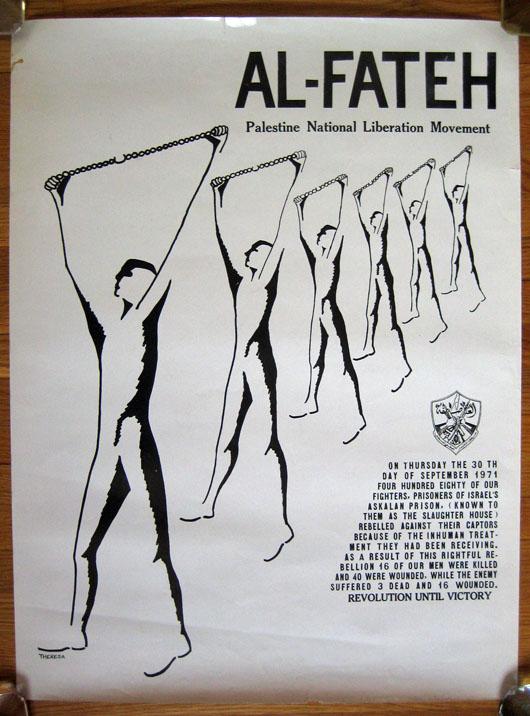 AL-FATEH
Palestine National Liberation Movement
ON THURSDAY THE 30 TH
DAY OF SEPTEMBER 1971
FOUR HUNDRED EIGHTY OF OUR
FIGHTERS, PRISONERS OF ISRAEL'S
ASKALAN PRISON, (KNOWN TO
THEM AS THE SLAUGHTER HOUSE)
REBELLED AGAINST THEIR CAPTORS
BECAUSE OF THE INHUMAN TREAT-
MENT THEY HAD BEEN RECEIVING.
AS A RESULT OF THIS RIGHTFUL RE-
BELLION 16 OF OUR MEN WERE KILLED
AND 40 WERE WOUNDED, WHILE THE ENEMY
SUFFERED 3 DEAD AND 16 WOUNDED.
REVOLUTION UNTIL VICTORY
THERESA